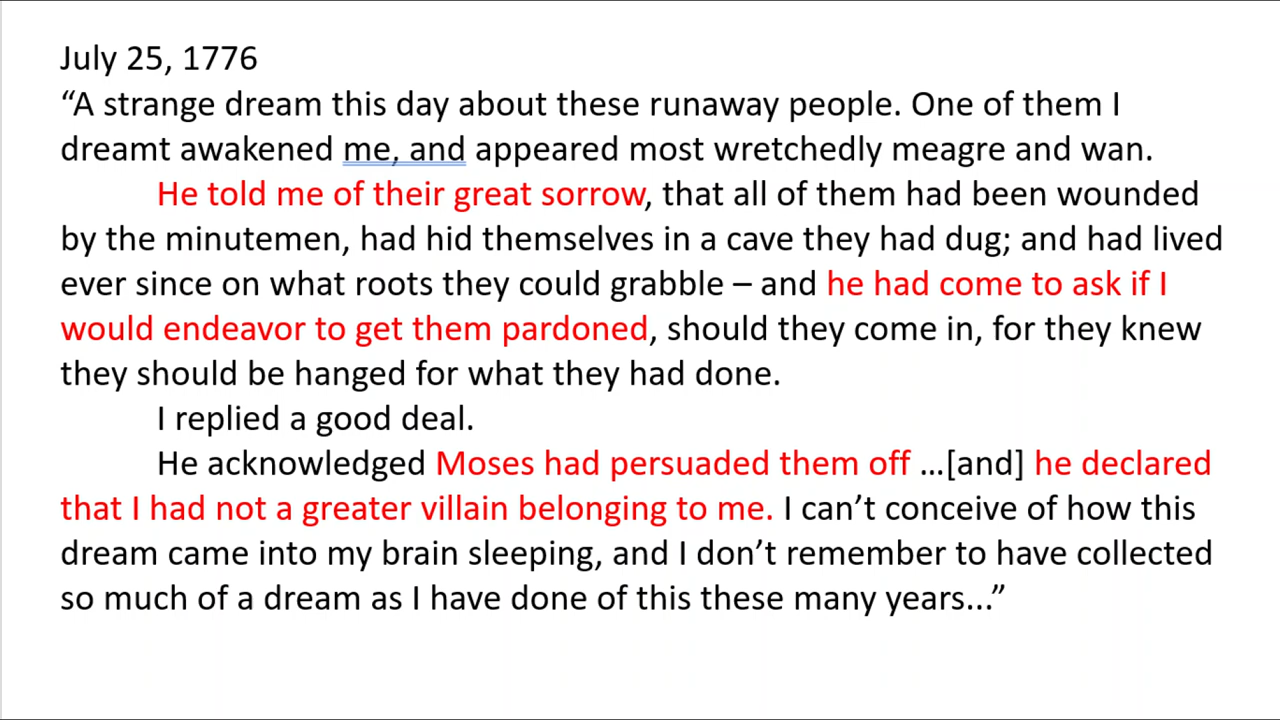 July 25, 1776
“A strange dream this day about these runaway people. One of them I
dreamt awakened me, and appeared most wretchedly meagre and wan.
He told me of their great sorrow, that all of them had been wounded
by the minutemen, had hid themselves in a cave they had dug; and had lived
ever since on what roots they could grabble – and he had come to ask if I
would endeavor to get them pardoned, should they come in, for they knew
they should be hanged for what they had done.
I replied a good deal.
He acknowledged Moses had persuaded them off …[and] he declared
that I had not a greater villain belonging to me. I can’t conceive of how this
dream came into my brain sleeping, and I don’t remember to have collected
so much of a dream as I have done of this these many years...”